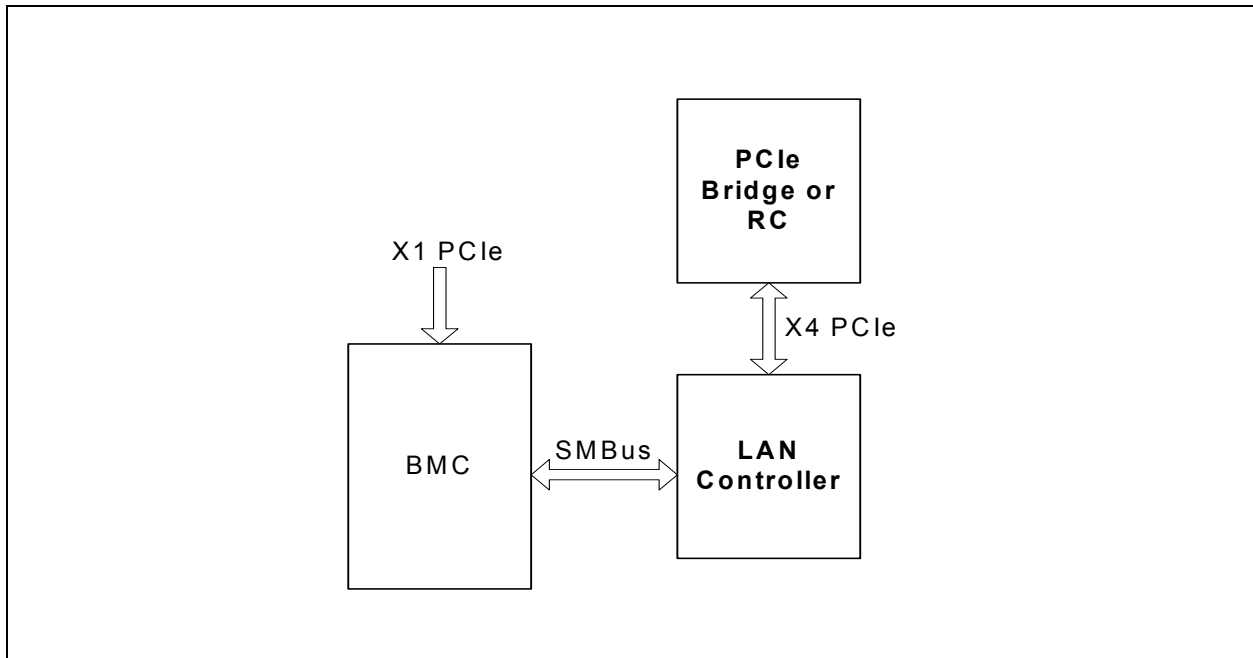 PCIe
Bridge or
RC
X1 PCIe
X4 PCIe
BMC
SMBus
LAN
Controller